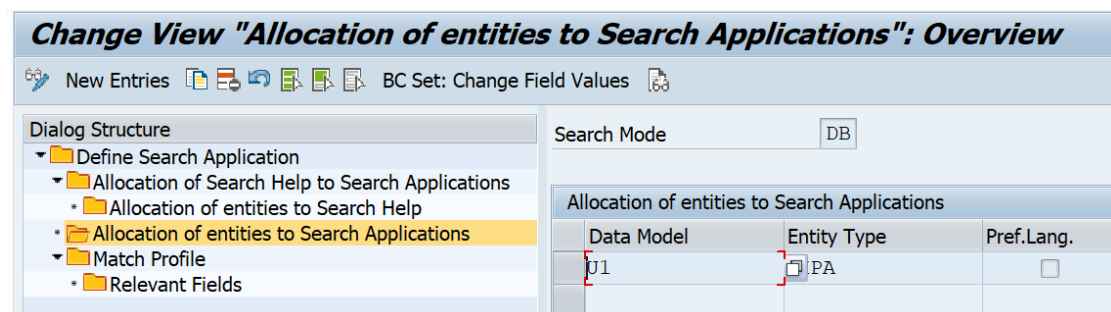 Change View "Allocation of entities to Search Applications": Overview
New Entries BC Set: Change Field Values
Dialog Structure
Define Search Application
Allocation of Search Help to Search Applications
Allocation of entities to Search Help
Allocation of entities to Search Applications
Match Profile
Relevant Fields
Search Mode DB
Allocation of entities to Search Applications
Data Model Entity Type Pref.Lang.
U1 PA